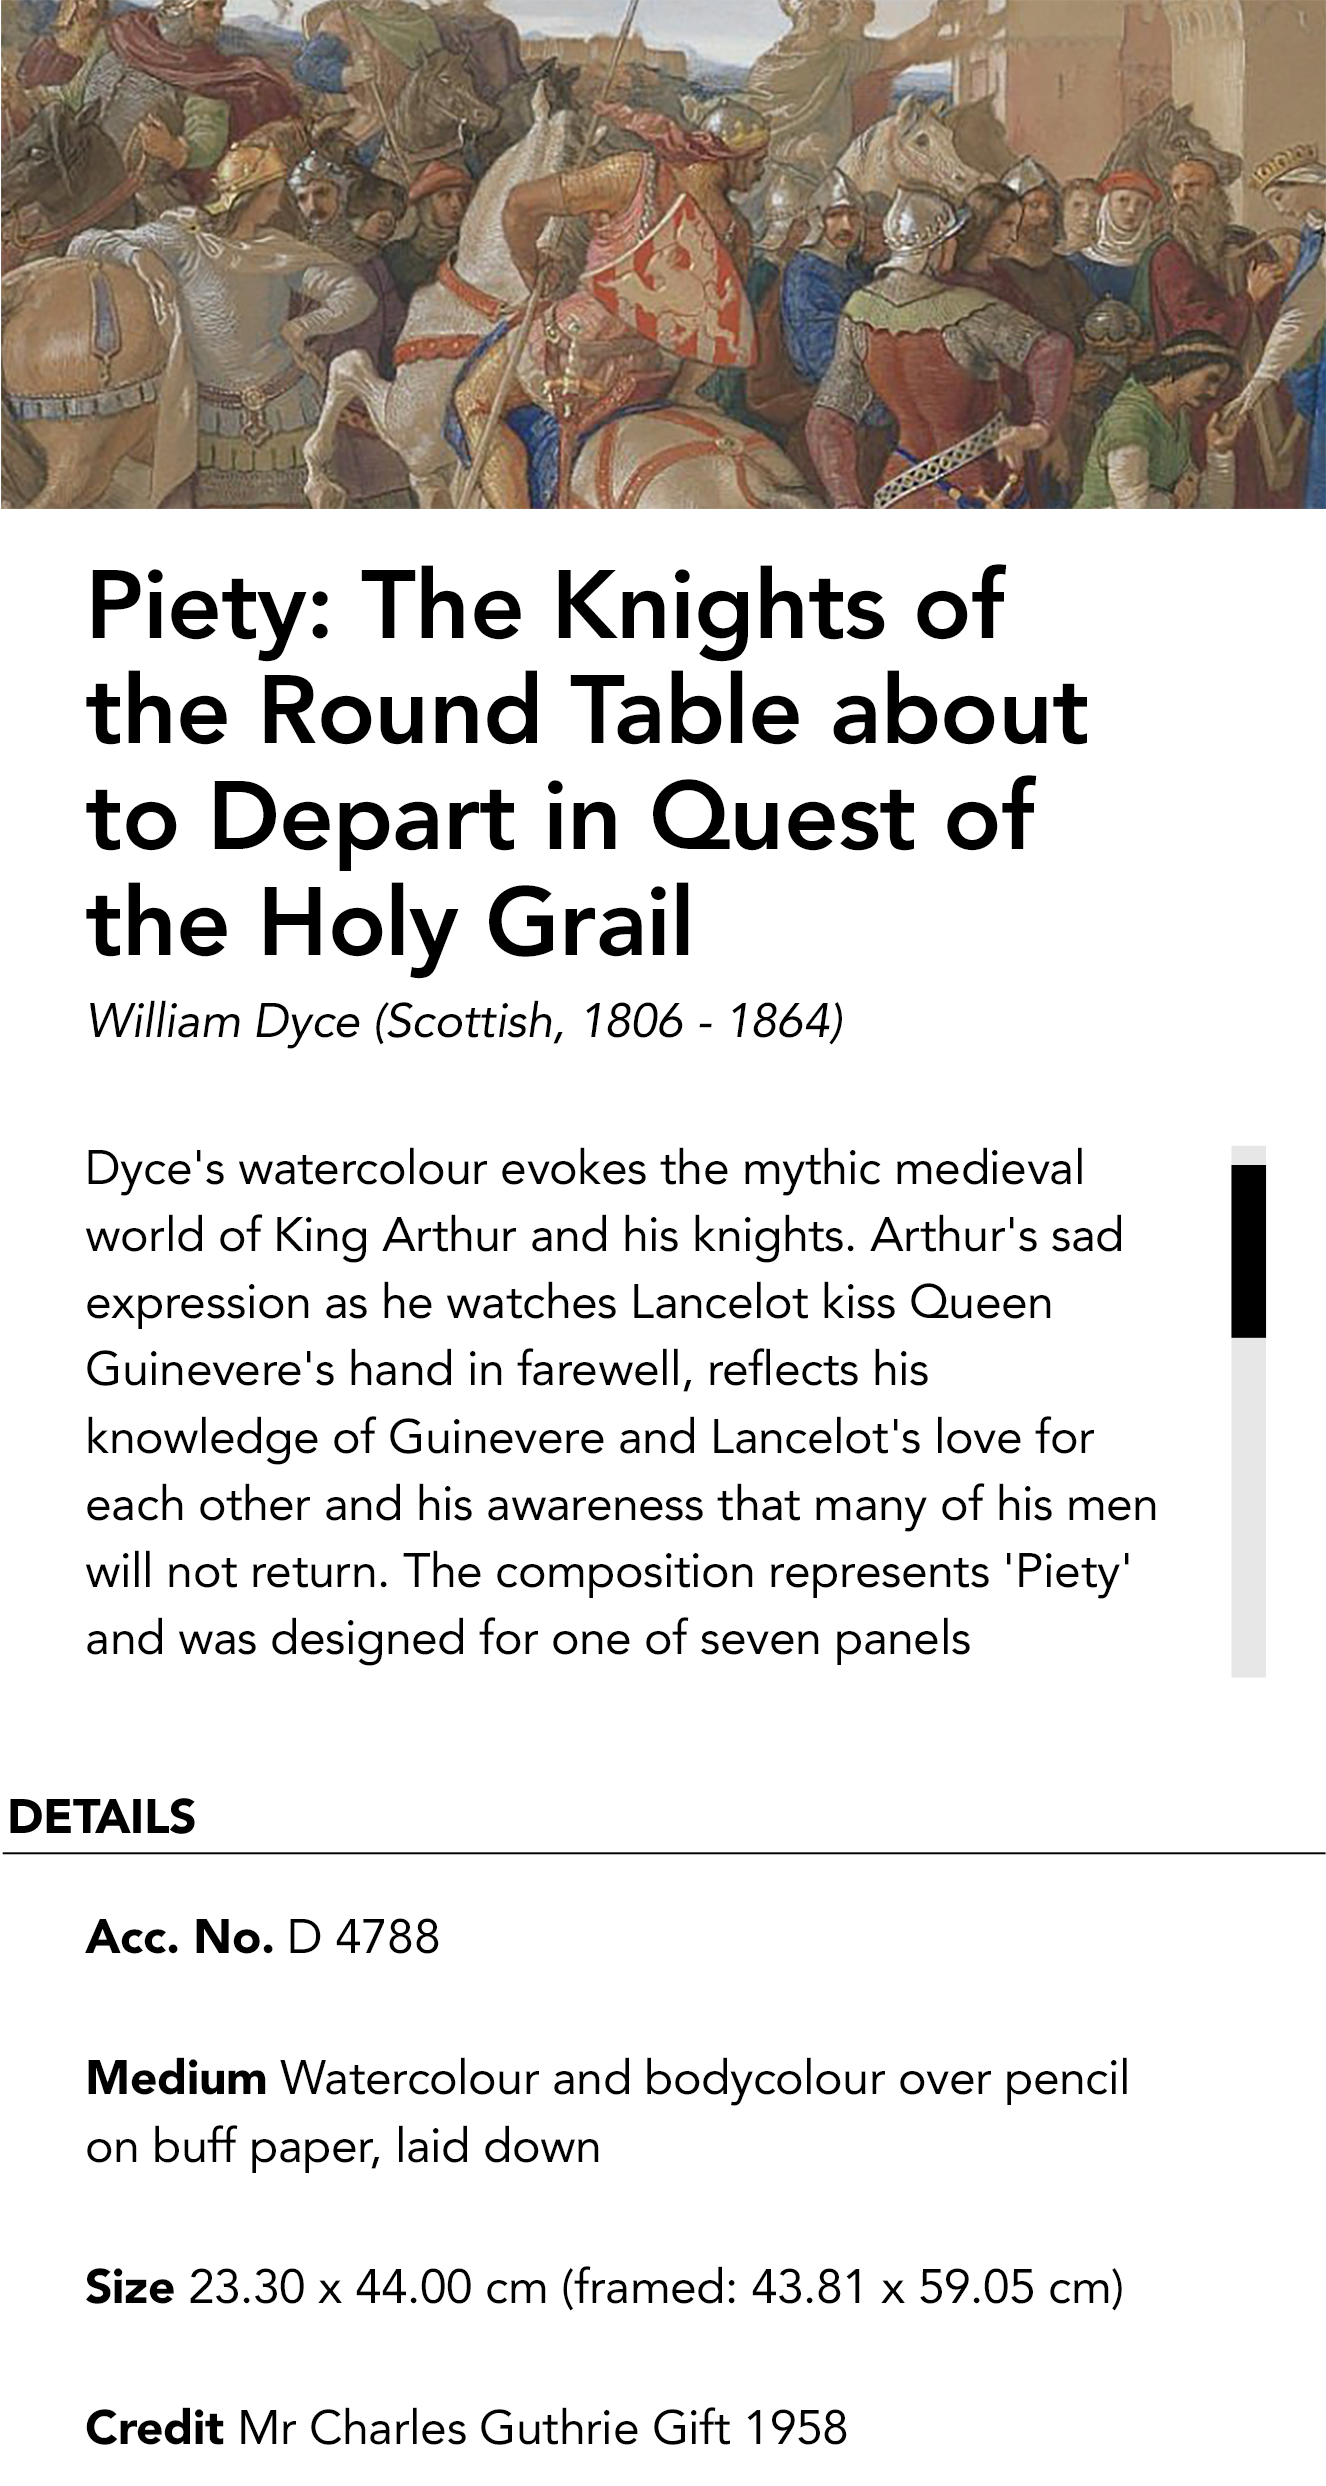 Piety: The Knights of
the Round Table about
to Depart in Quest of
the Holy Grail
William Dyce (Scottish, 1806 - 1864)
Dyce's watercolour evokes the mythic medieval
world of King Arthur and his knights. Arthur's sad
expression as he watches Lancelot kiss Queen
Guinevere's hand in farewell, reflects his
knowledge of Guinevere and Lancelot's love for
each other and his awareness that many of his men
will not return. The composition represents 'Piety'
and was designed for one of seven panels
DETAILS
Acc. No. D 4788
Medium Watercolour and bodycolour over pencil
on buff paper, laid down
Size 23.30 x 44.00 cm (framed: 43.81 x 59.05 cm)
Credit Mr Charles Guthrie Gift 1958